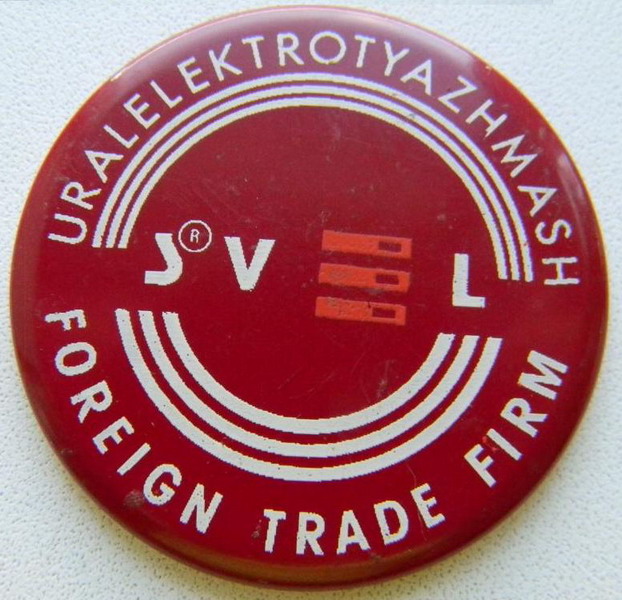 URALELEKTROTYAZHMASH
S® V L
FOREIGN TRADE FIRM